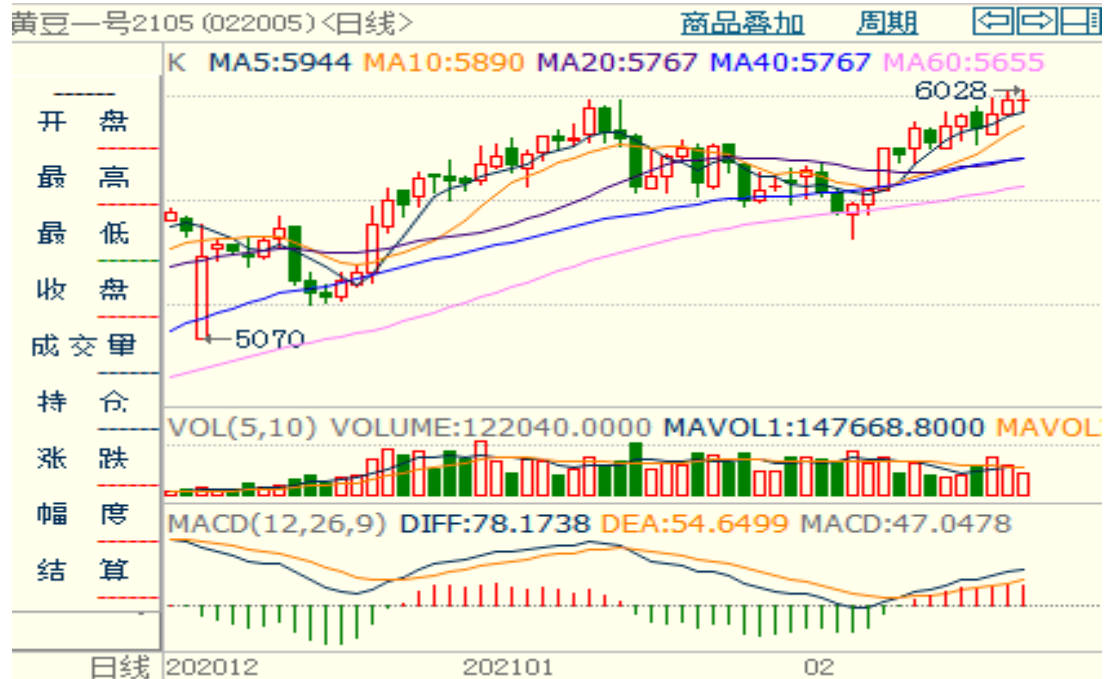 黄豆一号2105(022005)<日线> 商品叠加 周期
K MA5:5944 MA10:5890 MA20:5767 MA40:5767 MA60:5655
6028
开 盘
最 高
最 低
收 盘
5070
成 交 量
持 仓
VOL(5,10) VOLUME:122040.0000 MAVOL1:147668.8000 MAVOL
涨 跌
幅 度
MACD(12,26,9) DIFF:78.1738 DEA:54.6499 MACD:47.0478
结 算
日线 202012 202101 02